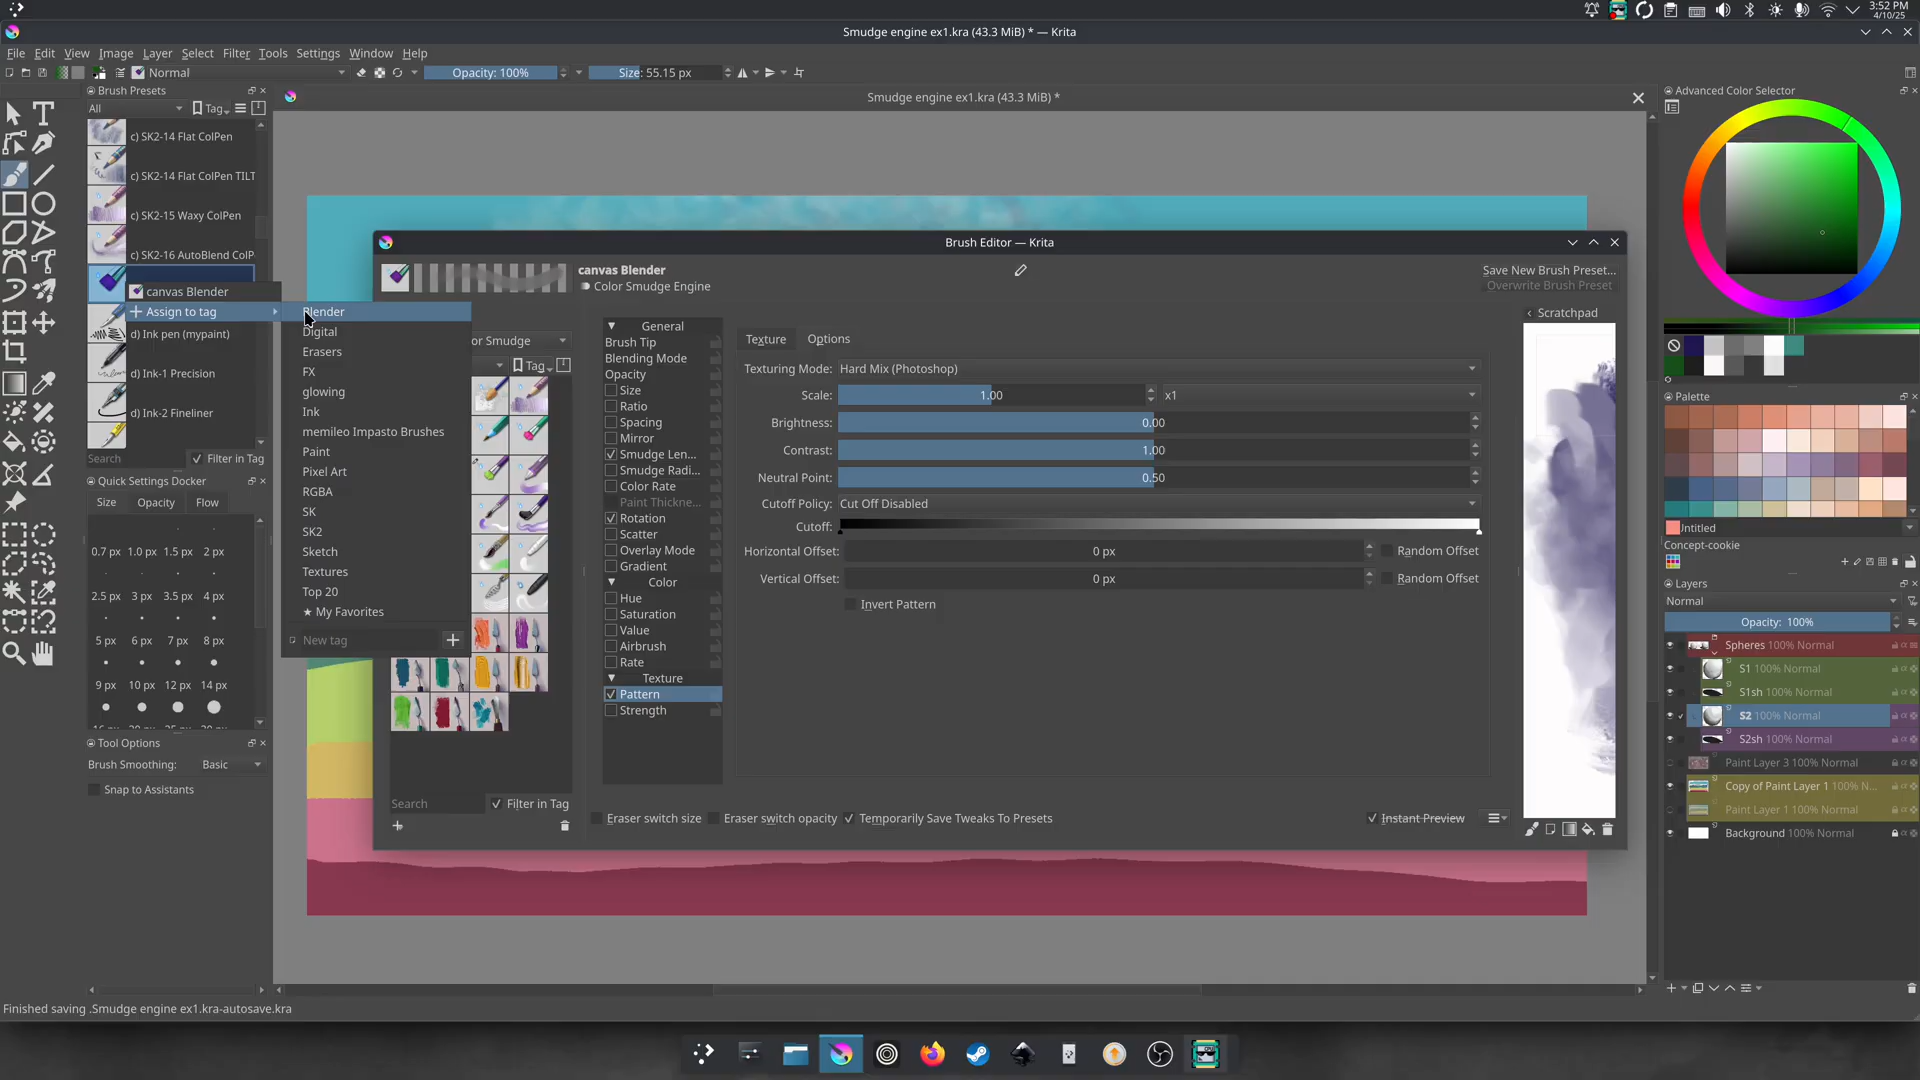 3:52 PM
4/10/25
Smudge engine ex1.kra (43.3 MiB) * — Krita
File Edit View Image Layer Select Filter Tools Settings Window Help
Normal
Opacity: 100%
Size: 55.15 px
Brush Presets
All
Tag
c) SK2-14 Flat ColPen
c) SK2-14 Flat ColPen TILT
c) SK2-15 Waxy ColPen
c) SK2-16 AutoBlend ColP
canvas Blender
Assign to tag
d) Ink pen (mypaint)
d) Ink-1 Precision
d) Ink-2 Fineliner
Search
Filter in Tag
Blender
Digital
Erasers
FX
glowing
Ink
memileo Impasto Brushes
Paint
Pixel Art
RGBA
SK
SK2
Sketch
Textures
Top 20
★ My Favorites
New tag
Quick Settings Docker
Size Opacity Flow
0.7 px 1.0 px 1.5 px 2 px
2.5 px 3 px 3.5 px 4 px
5 px 6 px 7 px 8 px
9 px 10 px 12 px 14 px
Tool Options
Brush Smoothing: Basic
Snap to Assistants
Finished saving .Smudge engine ex1.kra-autosave.kra
Smudge engine ex1.kra (43.3 MiB) *
Brush Editor — Krita
canvas Blender
Color Smudge Engine
Save New Brush Preset...
Overwrite Brush Preset
or Smudge
Tag
Search
Filter in Tag
General
Brush Tip
Blending Mode
Opacity
Size
Ratio
Spacing
Mirror
Smudge Len...
Smudge Radi...
Color Rate
Paint Thickne...
Rotation
Scatter
Overlay Mode
Gradient
Color
Hue
Saturation
Value
Airbrush
Rate
Texture
Pattern
Strength
Texture Options
Texturing Mode: Hard Mix (Photoshop)
Scale: 1.00 x1
Brightness: 0.00
Contrast: 1.00
Neutral Point: 0.50
Cutoff Policy: Cut Off Disabled
Cutoff:
Horizontal Offset: 0 px Random Offset
Vertical Offset: 0 px Random Offset
Invert Pattern
Scratchpad
Eraser switch size Eraser switch opacity Temporarily Save Tweaks To Presets
Instant Preview
Advanced Color Selector
Palette
Untitled
Concept-cookie
Layers
Normal
Opacity: 100%
Spheres 100% Normal
S1 100% Normal
S1sh 100% Normal
S2 100% Normal
S2sh 100% Normal
Paint Layer 3 100% Normal
Copy of Paint Layer 1 100% N...
Paint Layer 1 100% Normal
Background 100% Normal